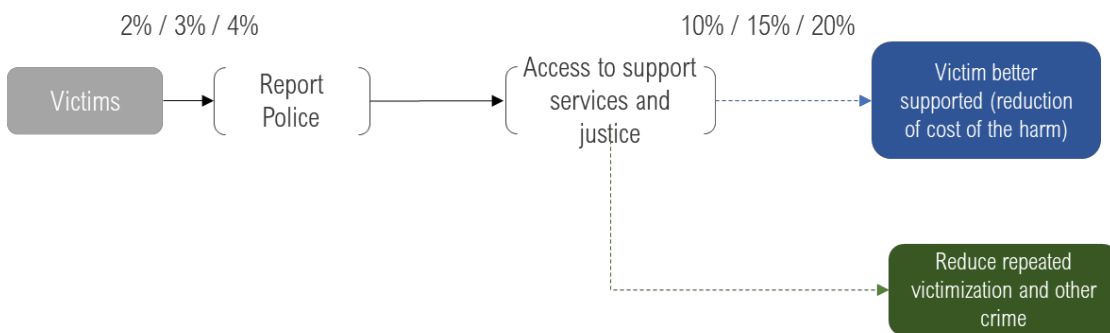 2% / 3% / 4%
10% / 15% / 20%
Victims
Report
Police
Access to support
services and
justice
Victim better
supported (reduction
of cost of the harm)
Reduce repeated
victimization and other
crime